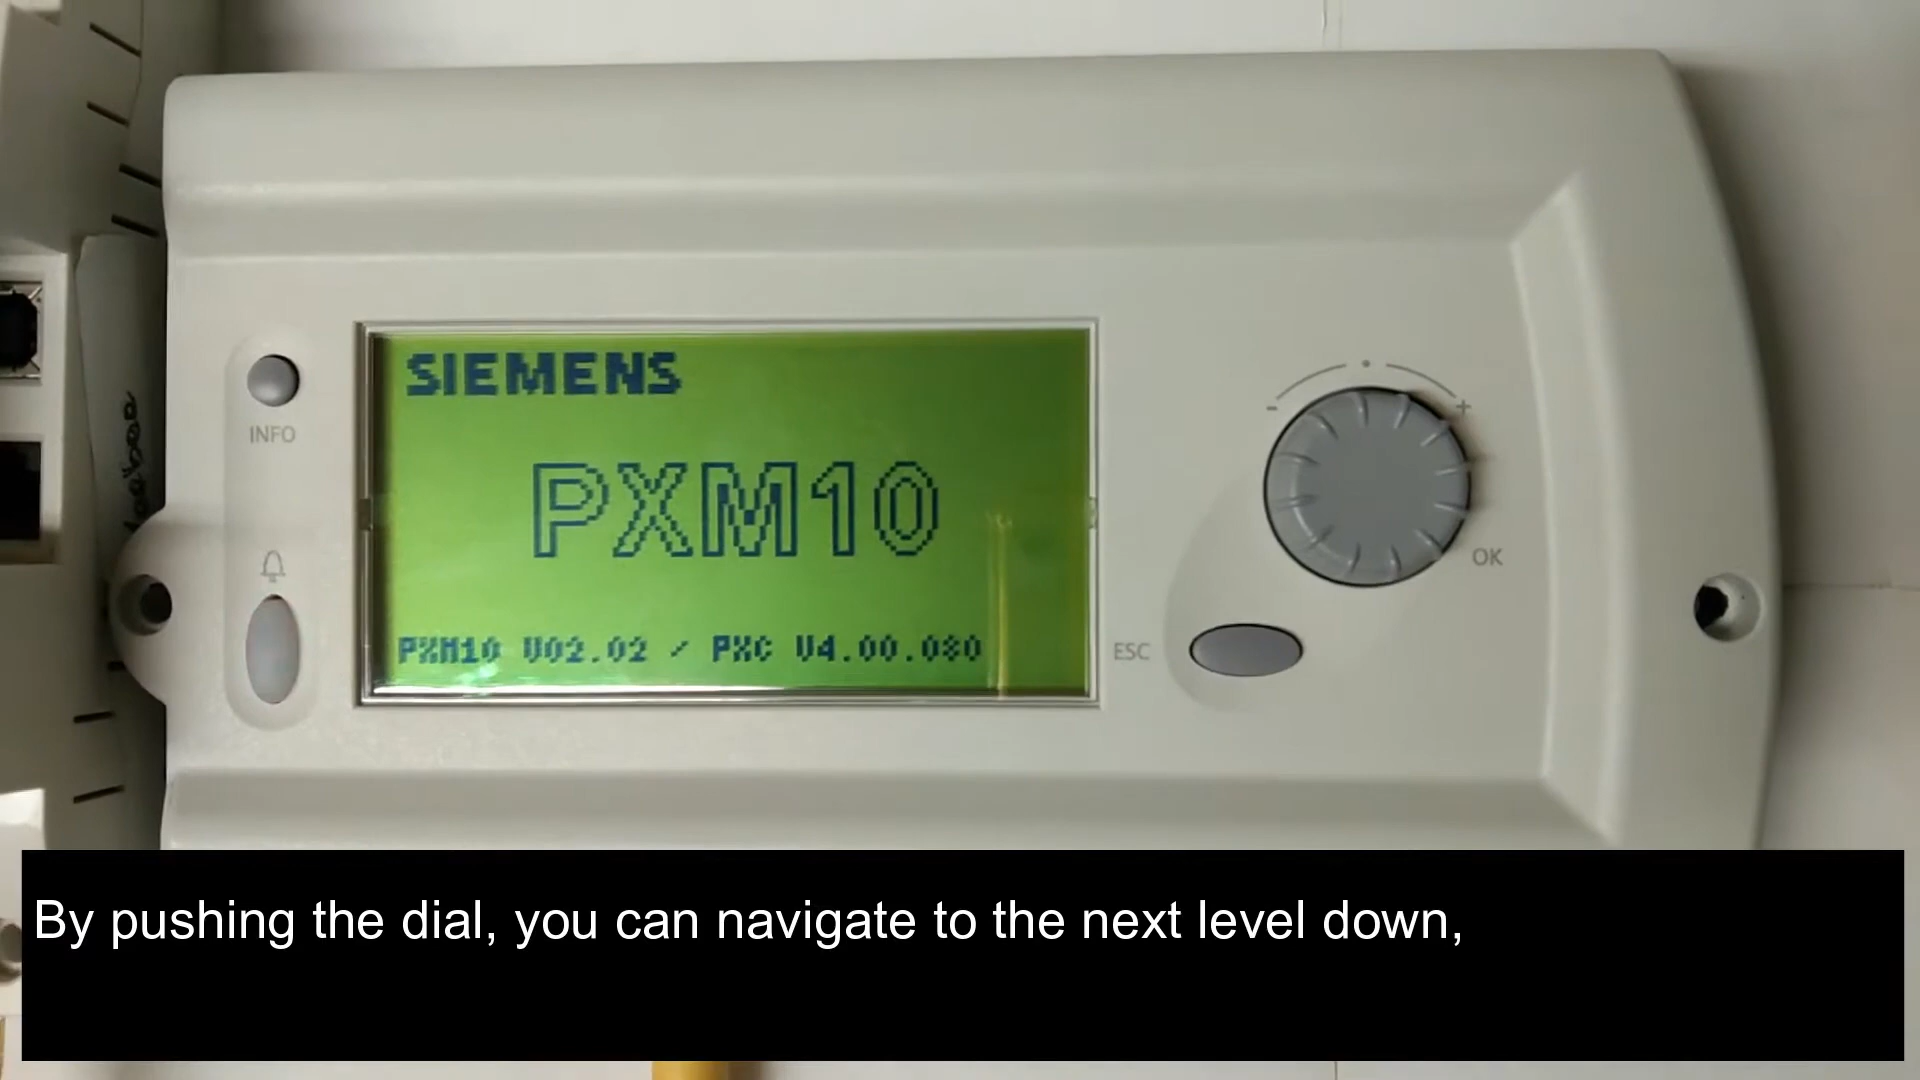 SIEMENS
PXM10
PXM10 V02.02 / PXC V4.00.080
INFO
- +
OK
ESC
By pushing the dial, you can navigate to the next level down,